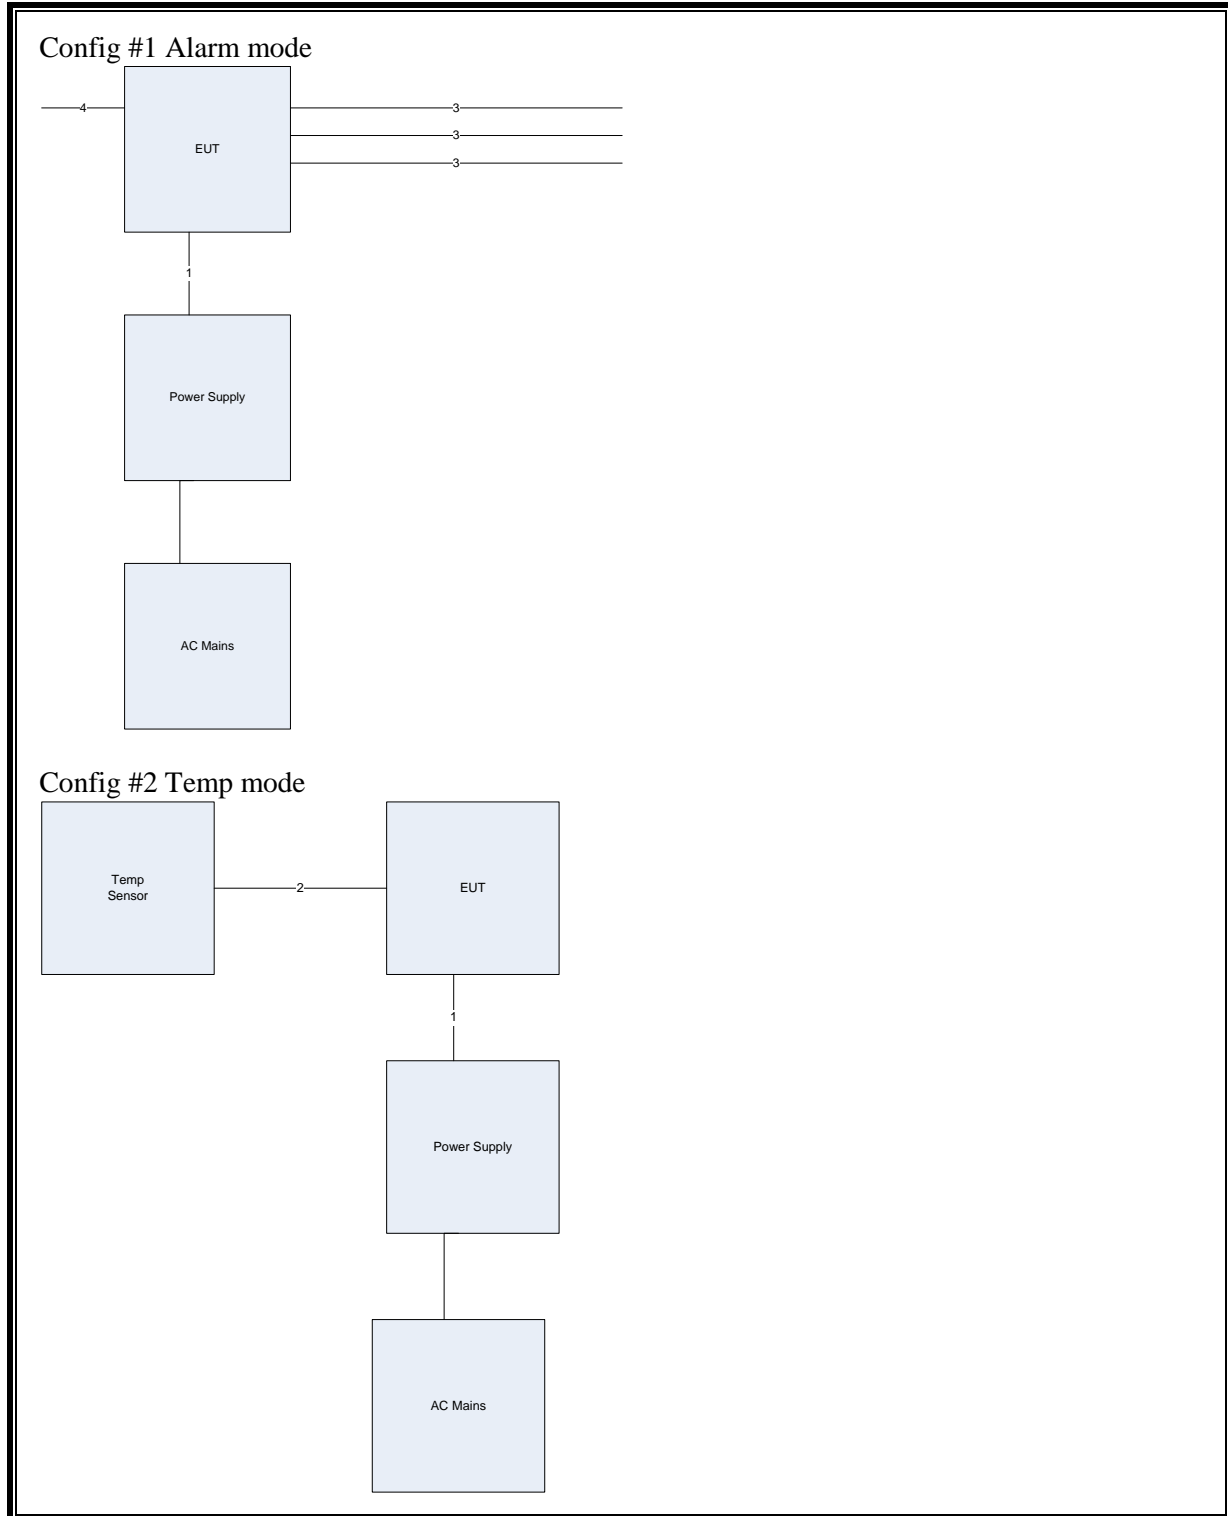 Config #1 Alarm mode
4
3
EUT
3
3
1
Power Supply
AC Mains
Config #2 Temp mode
Temp
Sensor
2
EUT
1
Power Supply
AC Mains